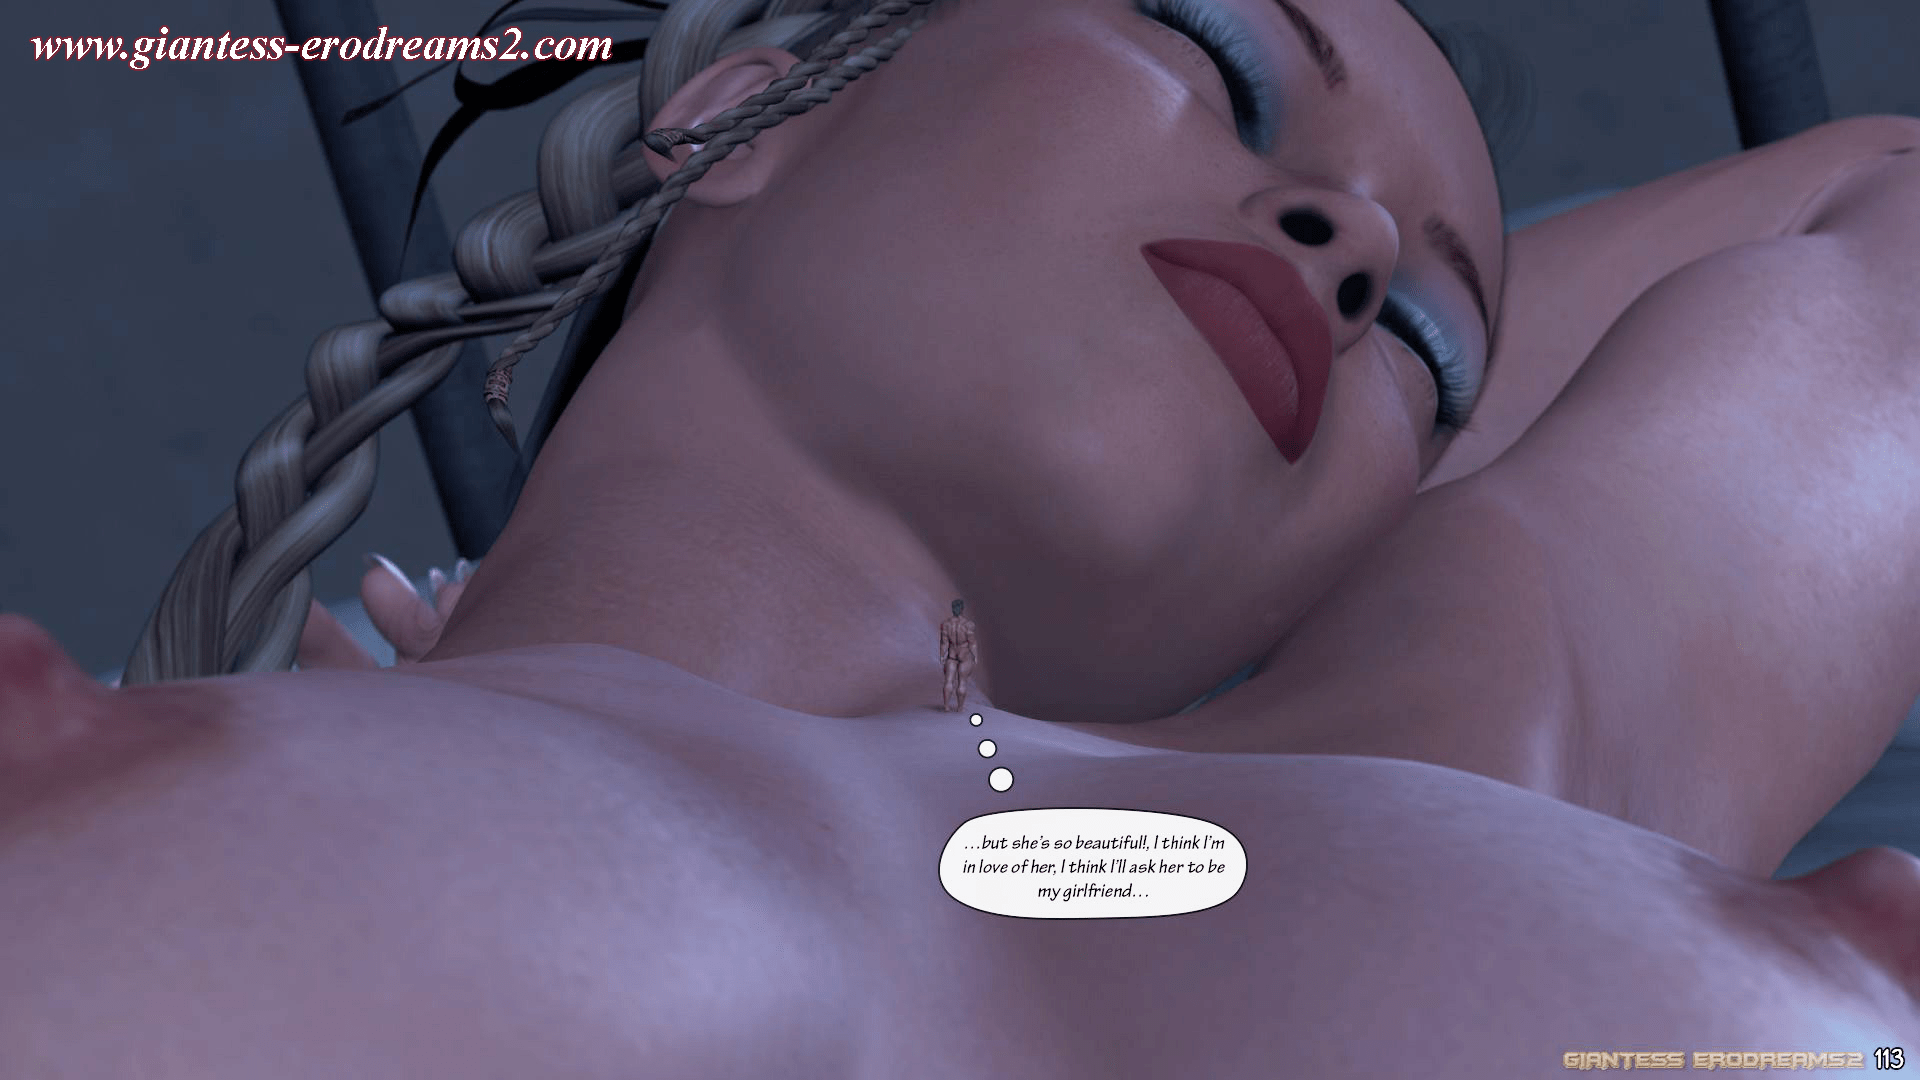 www.giantess-erodreams2.com
...but she's so beautiful!, I think I'm
in love of her, I think I'll ask her to be
my girlfriend...
GIANTESS ERODREAMS2 113